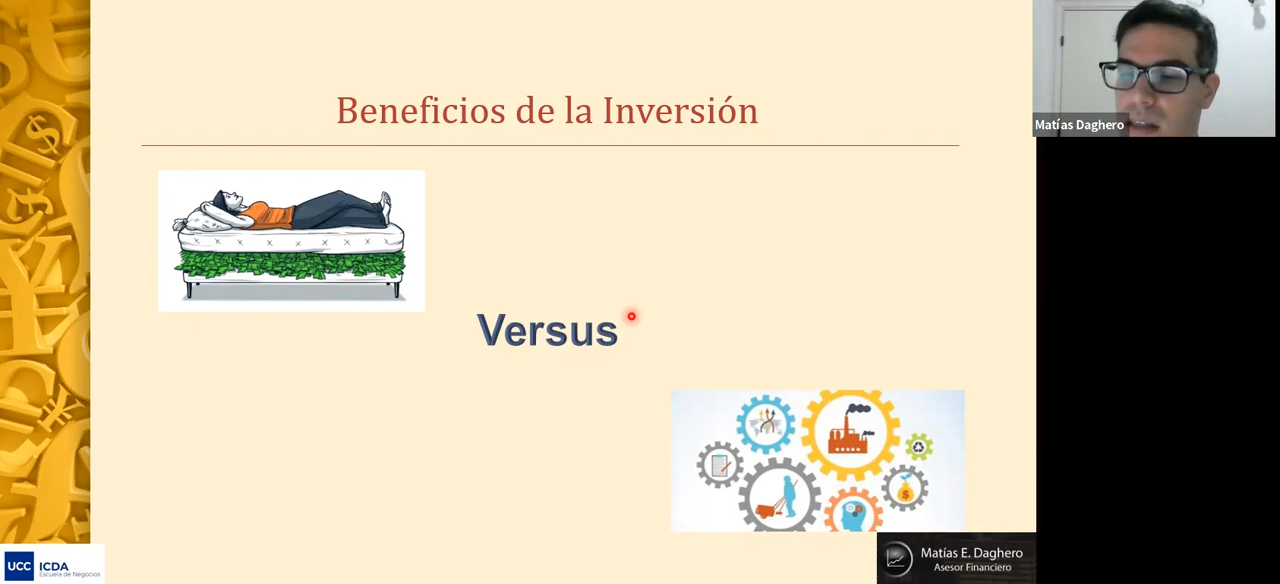 Beneficios de la Inversión
Matías Daghero
Versus
UCC
ICDA
Escuela de Negocios
Matías E. Daghero
Asesor Financiero